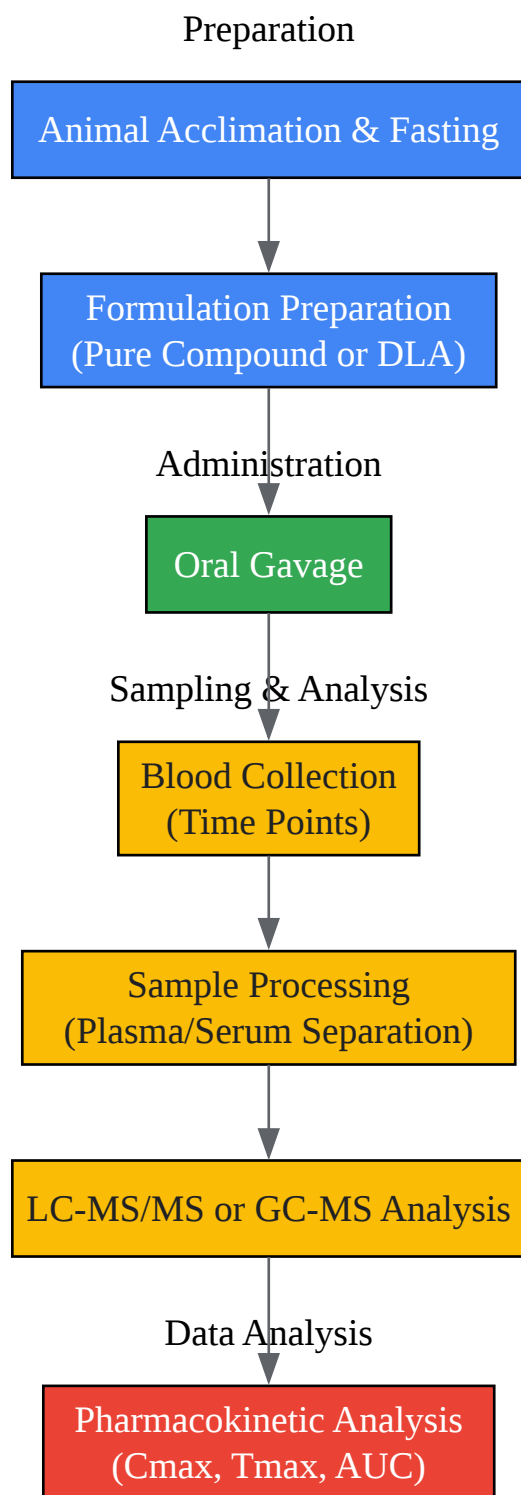 Preparation
Animal Acclimation & Fasting
Formulation Preparation
(Pure Compound or DLA)
Administration
Oral Gavage
Sampling & Analysis
Blood Collection
(Time Points)
Sample Processing
(Plasma/Serum Separation)
LC-MS/MS or GC-MS Analysis
Data Analysis
Pharmacokinetic Analysis
(Cmax, Tmax, AUC)